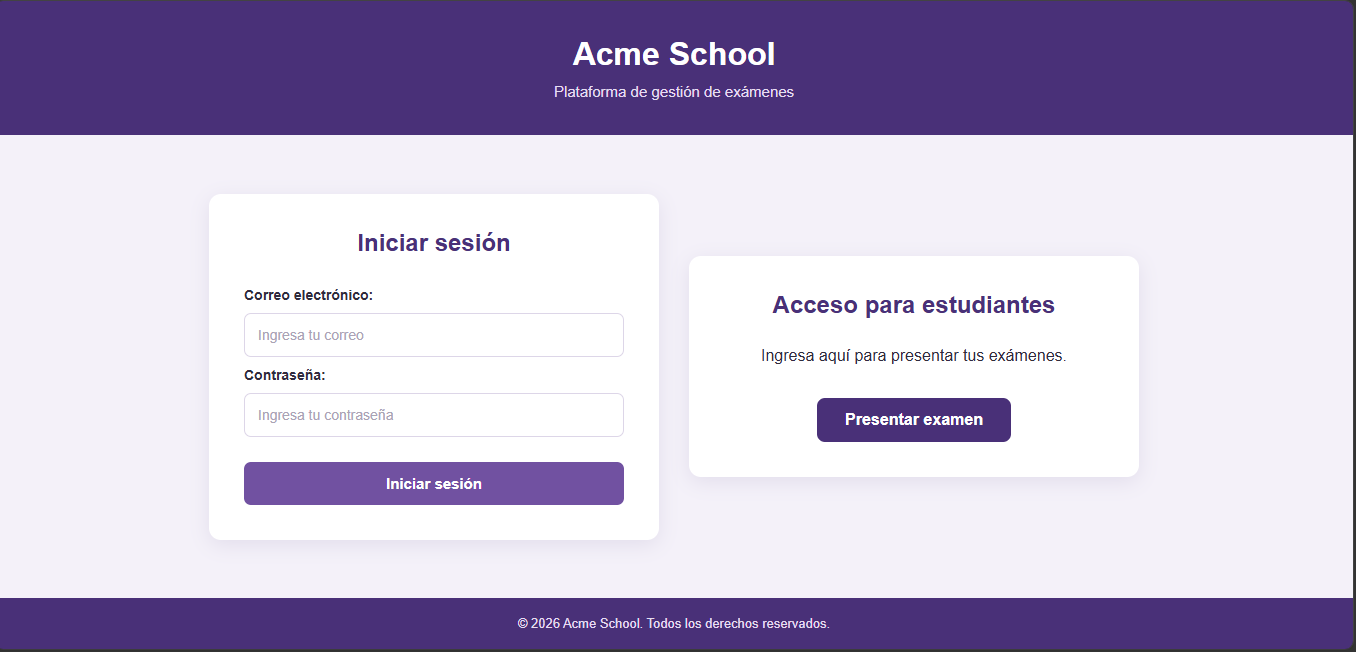 Acme School
Plataforma de gestión de exámenes
Iniciar sesión
Correo electrónico:
Ingresa tu correo
Contraseña:
Ingresa tu contraseña
Iniciar sesión
Acceso para estudiantes
Ingresa aquí para presentar tus exámenes.
Presentar examen
© 2026 Acme School. Todos los derechos reservados.